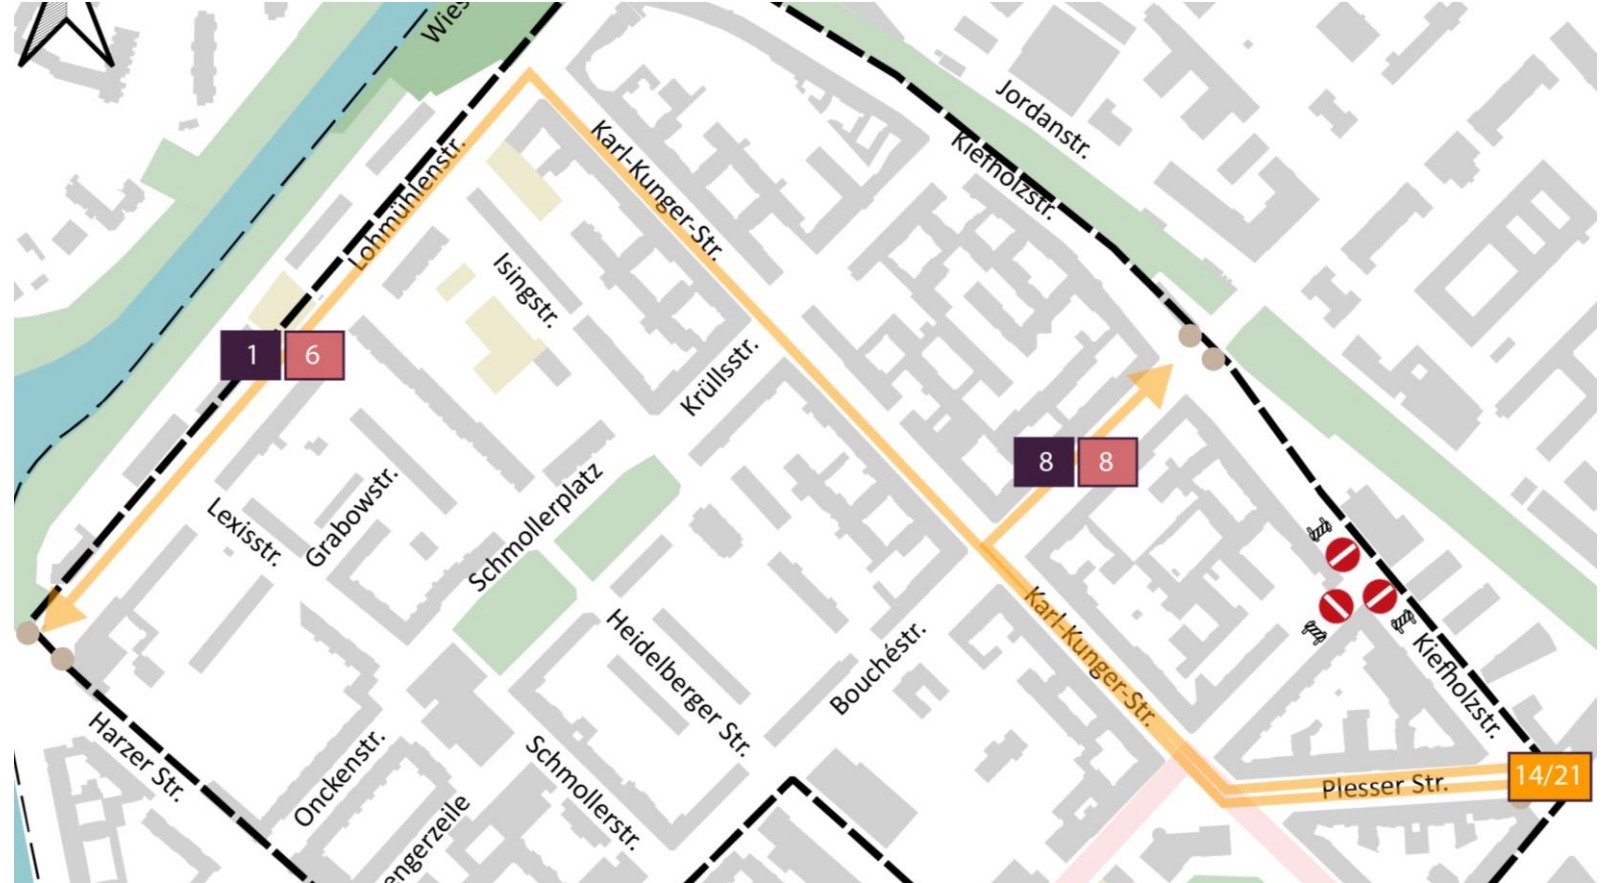 Wies
Jordanstr.
Kiefholzstr.
Karl-Kunger-Str.
Lohmühlenstr.
Isingstr.
1 6
Krüllsstr.
8 8
Lexisstr.
Grabowstr.
Schmollerplatz
Heidelberger Str.
Bouchéstr.
Karl-Kunger-Str.
Kiefholzstr.
Harzer Str.
Onckenstr.
Schmollerstr.
Plesser Str.
14/21
engerzeile